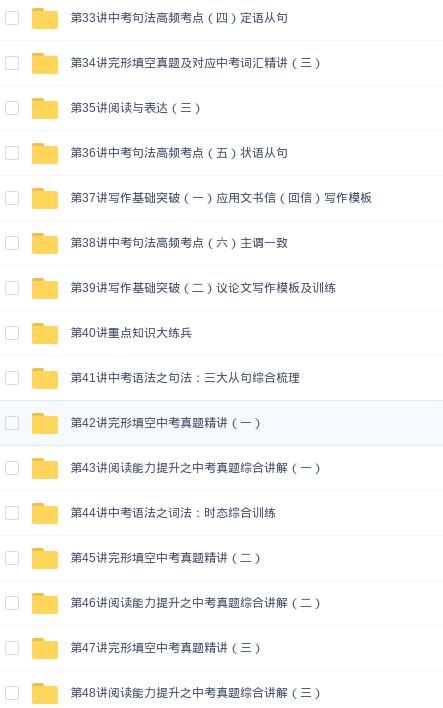 第33讲中考句法高频考点（四）定语从句
第34讲完形填空真题及对应中考词汇精讲（三）
第35讲阅读与表达（三）
第36讲中考句法高频考点（五）状语从句
第37讲写作基础突破（一）应用文书信（回信）写作模板
第38讲中考句法高频考点（六）主谓一致
第39讲写作基础突破（二）议论文写作模板及训练
第40讲重点知识大练兵
第41讲中考语法之句法：三大从句综合梳理
第42讲完形填空中考真题精讲（一）
第43讲阅读能力提升之中考真题综合讲解（一）
第44讲中考语法之词法：时态综合训练
第45讲完形填空中考真题精讲（二）
第46讲阅读能力提升之中考真题综合讲解（二）
第47讲完形填空中考真题精讲（三）
第48讲阅读能力提升之中考真题综合讲解（三）